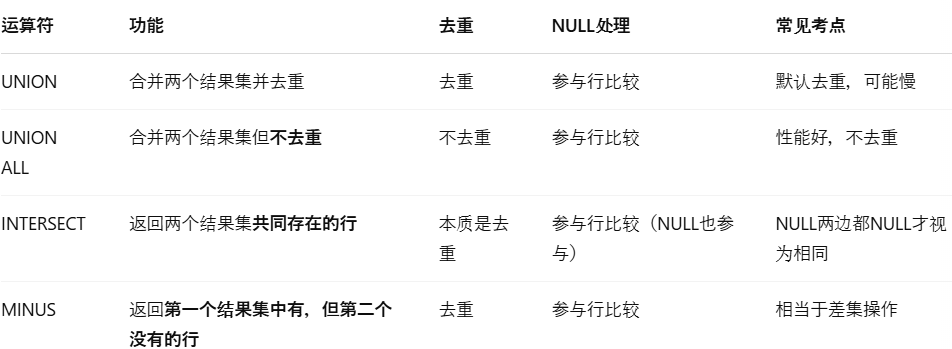 运算符 功能 去重 NULL处理 常见考点
UNION 合并两个结果集并去重 去重 参与行比较 默认去重，可能慢
UNION 合并两个结果集但不去重 不去重 参与行比较 性能好，不去重
ALL
INTERSECT 返回两个结果集共同存在的行 本质是去 参与行比较（NULL也参 NULL两边都NULL才视
重 与） 为相同
MINUS 返回第一个结果集中有，但第二个 去重 参与行比较 相当于差集操作
没有的行